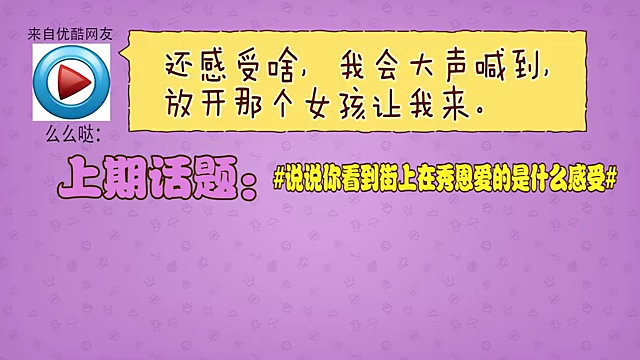 来自优酷网友
么么哒:
还感受啥, 我会大声喊到,
放开那个女孩让我来。
上期话题:
#说说你看到街上在秀恩爱的是什么感受#